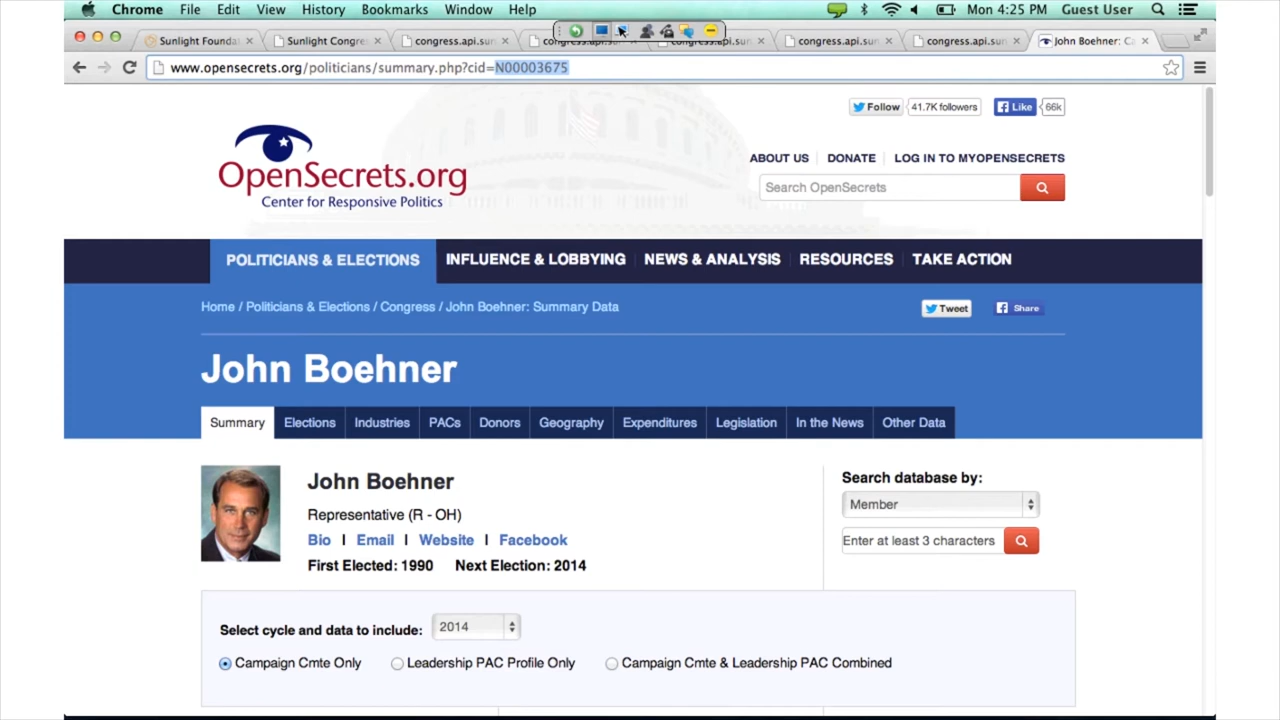 Chrome File Edit View History Bookmarks Window Help Mon 4:25 PM Guest User
Sunlight Founda Sunlight Congre congress.api.sun congress.api.sun congress.api.sun congress.api.sun John Boehner: Ca
www.opensecrets.org/politicians/summary.php?cid=N00003675
Follow 41.7K followers Like 66k
OpenSecrets.org
Center for Responsive Politics
ABOUT US DONATE LOG IN TO MYOPENSECRETS
Search OpenSecrets
POLITICIANS & ELECTIONS INFLUENCE & LOBBYING NEWS & ANALYSIS RESOURCES TAKE ACTION
Home / Politicians & Elections / Congress / John Boehner: Summary Data Tweet Share
John Boehner
Summary Elections Industries PACs Donors Geography Expenditures Legislation In the News Other Data
John Boehner
Representative (R - OH)
Bio | Email | Website | Facebook
First Elected: 1990 Next Election: 2014
Search database by:
Member
Enter at least 3 characters
Select cycle and data to include: 2014
Campaign Cmte Only Leadership PAC Profile Only Campaign Cmte & Leadership PAC Combined